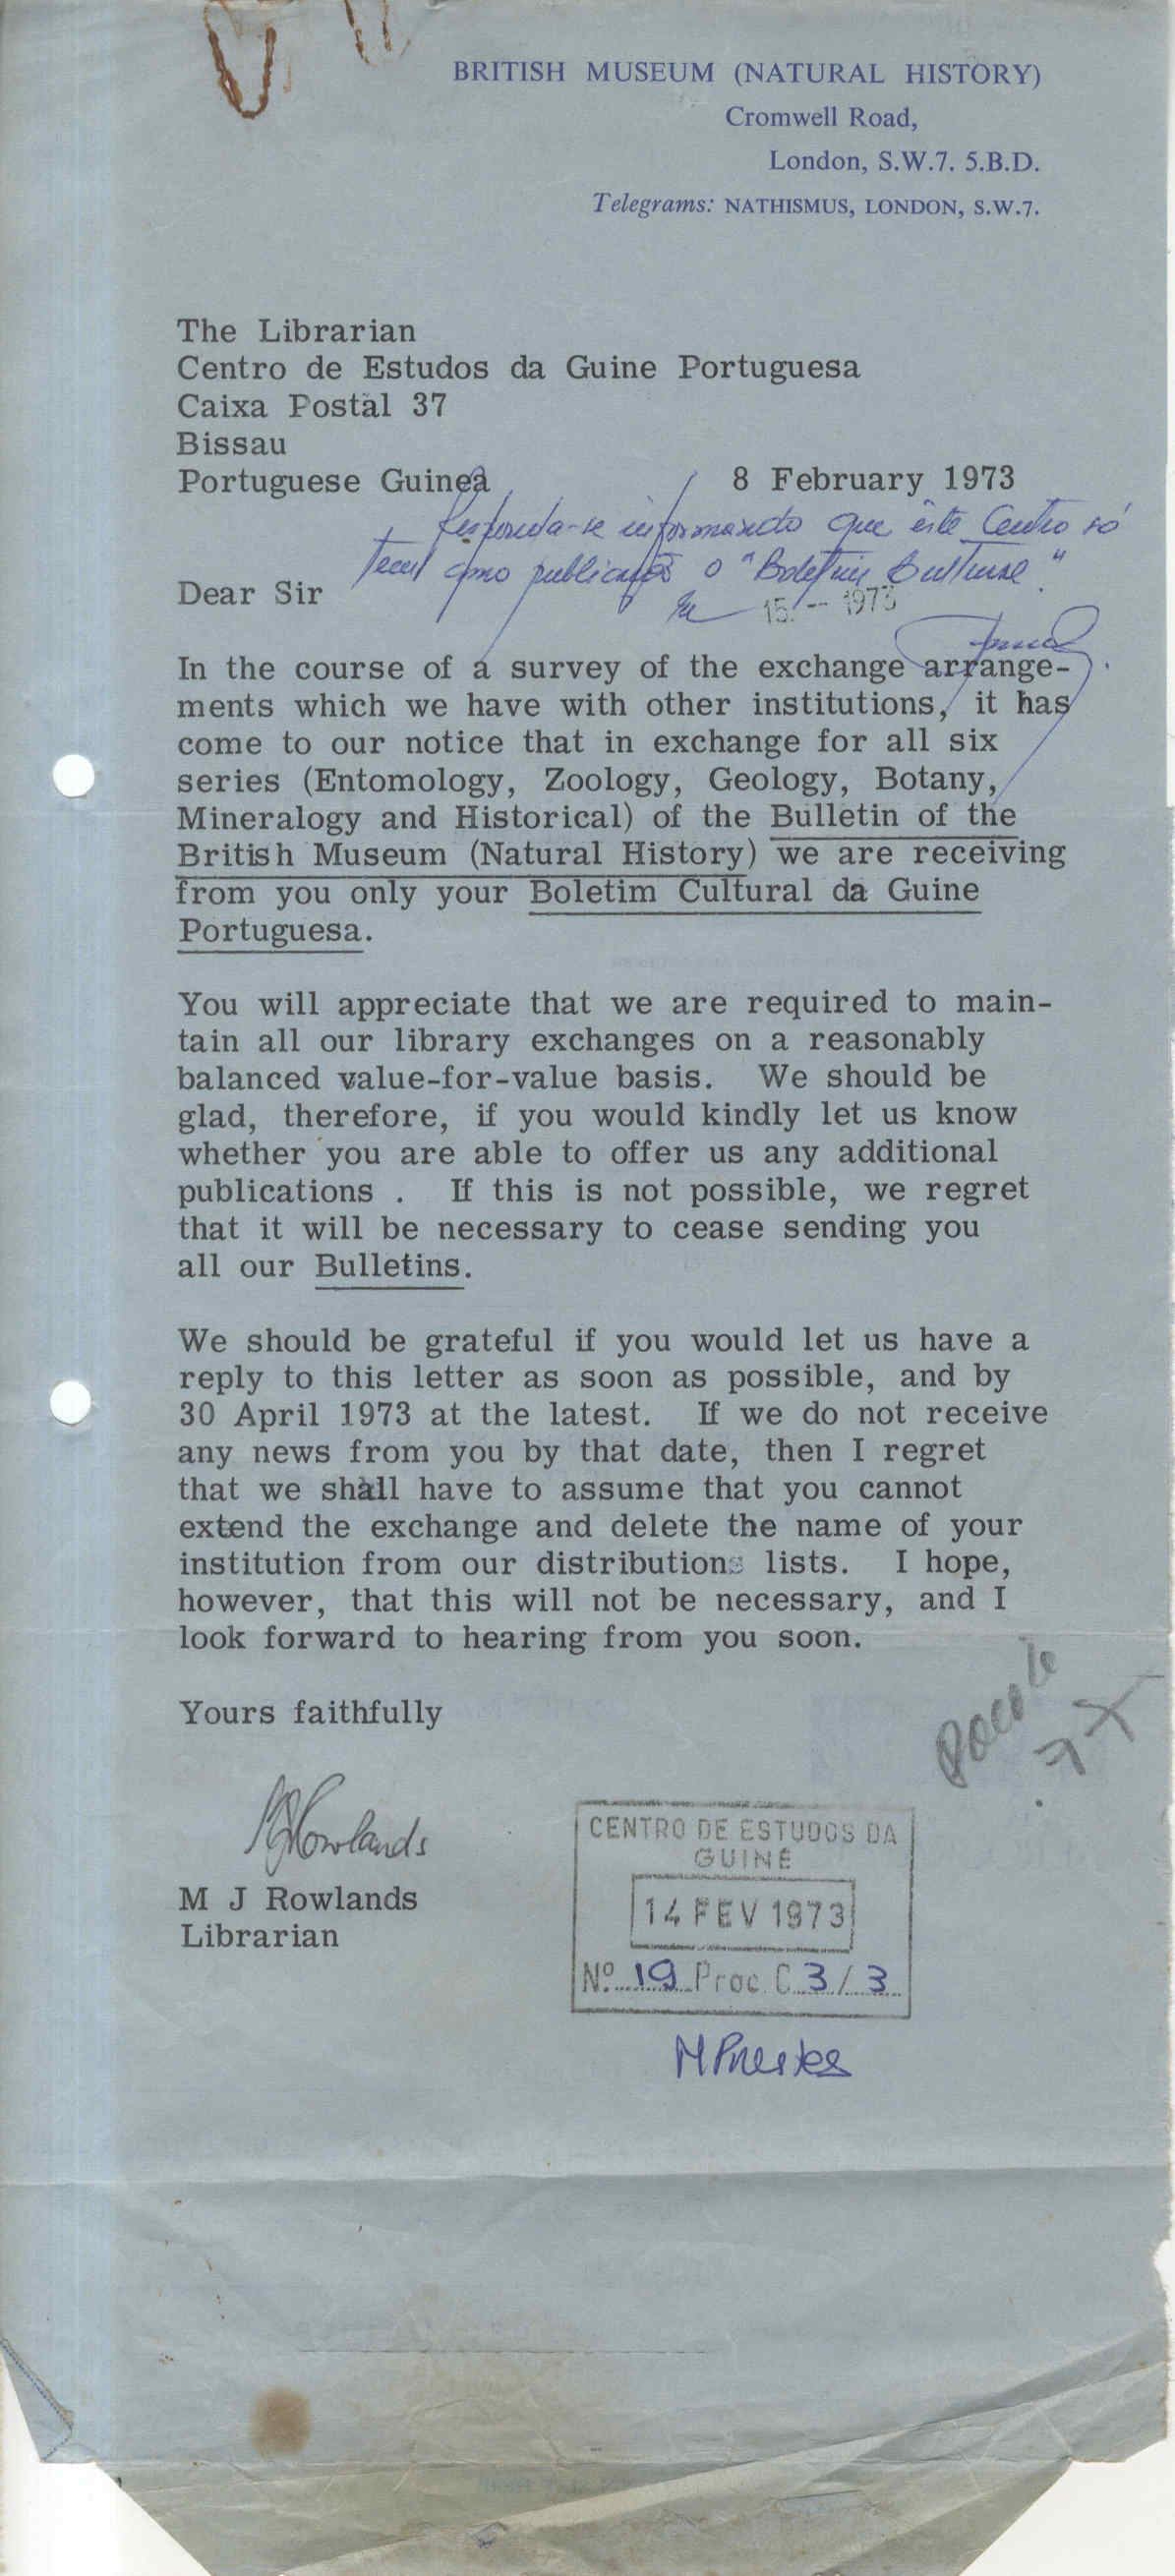 BRITISH MUSEUM (NATURAL HISTORY)
Cromwell Road,
London, S.W.7. 5.B.D.
Telegrams: NATHISMUS, LONDON, S.W.7.
The Librarian
Centro de Estudos da Guine Portuguesa
Caixa Postal 37
Bissau
Portuguese Guinea
8 February 1973
Responda-se informando que êste Centro só
tem como publicação o "Boletim Cultural."
15. -- 1973
Dear Sir
In the course of a survey of the exchange arrange-
ments which we have with other institutions, it has
come to our notice that in exchange for all six
series (Entomology, Zoology, Geology, Botany,
Mineralogy and Historical) of the Bulletin of the
British Museum (Natural History) we are receiving
from you only your Boletim Cultural da Guine
Portuguesa.
You will appreciate that we are required to main-
tain all our library exchanges on a reasonably
balanced value-for-value basis. We should be
glad, therefore, if you would kindly let us know
whether you are able to offer us any additional
publications . If this is not possible, we regret
that it will be necessary to cease sending you
all our Bulletins.
We should be grateful if you would let us have a
reply to this letter as soon as possible, and by
30 April 1973 at the latest. If we do not receive
any news from you by that date, then I regret
that we shall have to assume that you cannot
extend the exchange and delete the name of your
institution from our distributions lists. I hope,
however, that this will not be necessary, and I
look forward to hearing from you soon.
Yours faithfully
MJRowlands
M J Rowlands
Librarian
CENTRO DE ESTUDOS DA
GUINÉ
14 FEV 1973
Nº 19 Proc. C 3/3